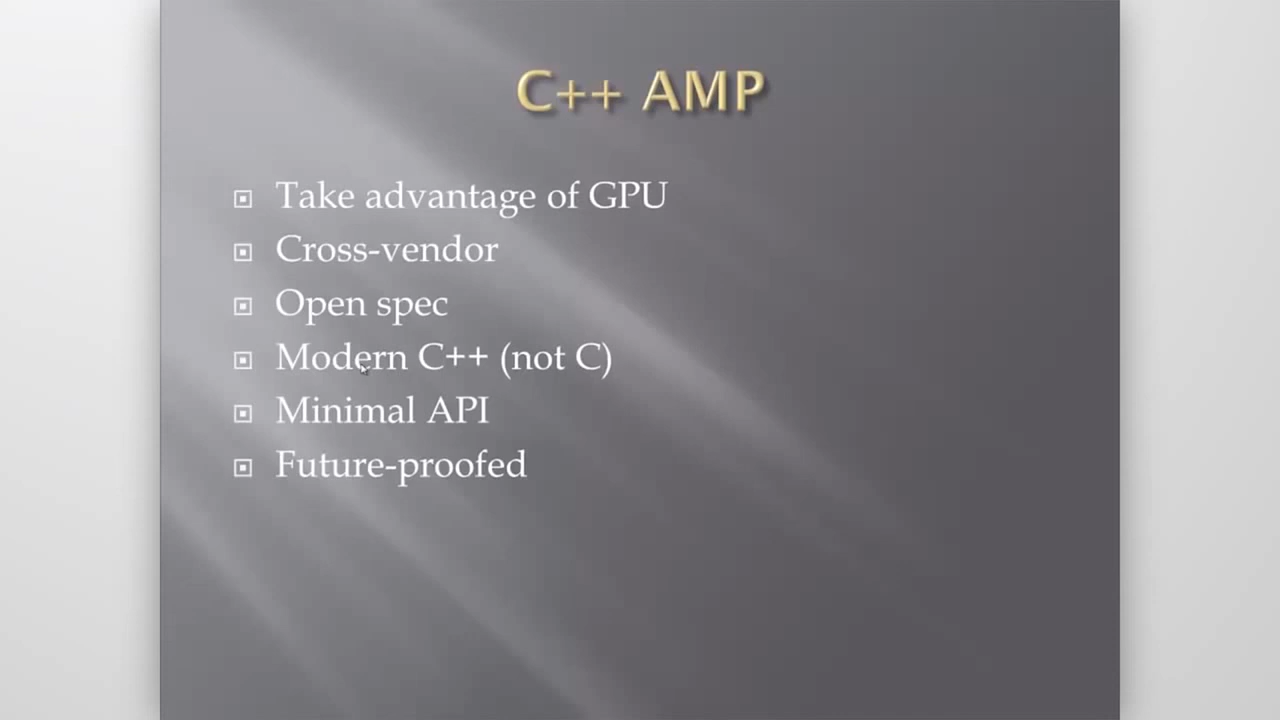 C++ AMP
Take advantage of GPU
Cross-vendor
Open spec
Modern C++ (not C)
Minimal API
Future-proofed